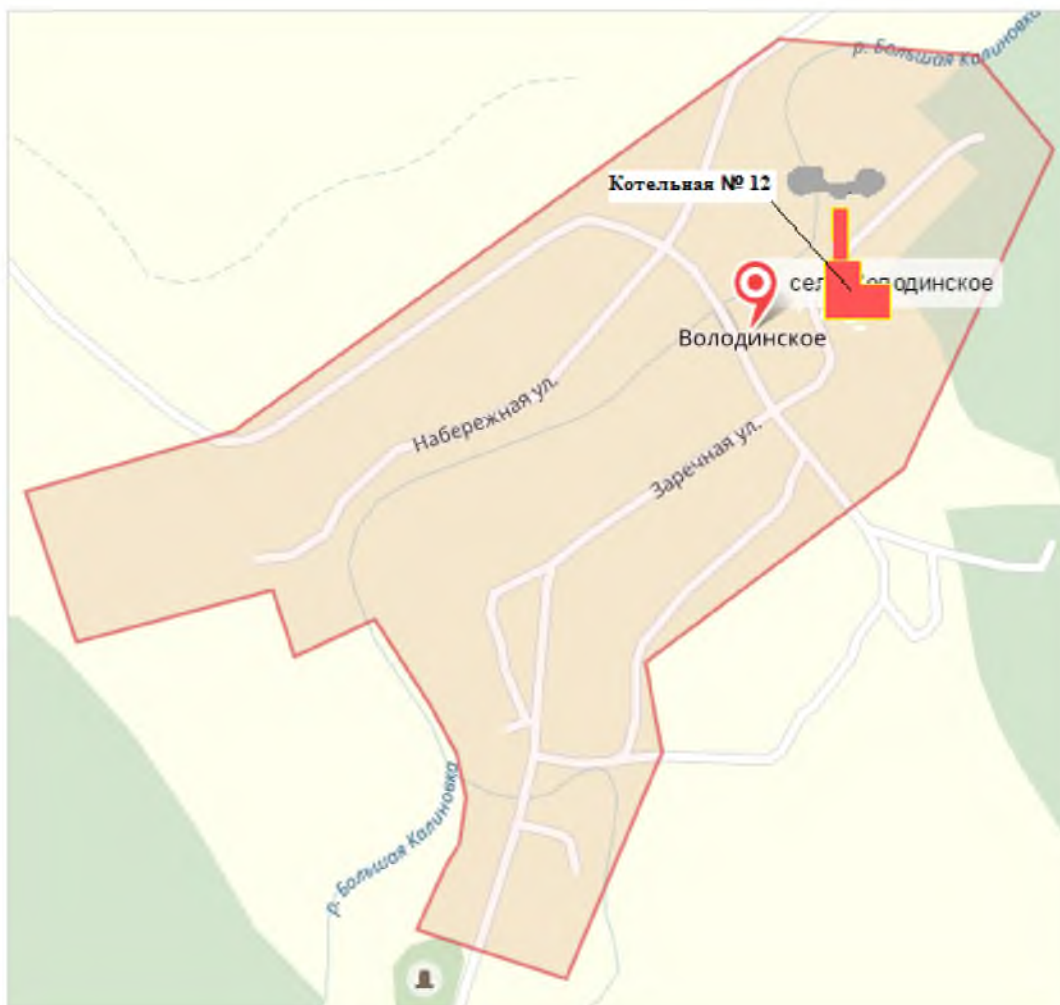 р. Большая Калиновка
Котельная № 12
Володинское
Набережная ул.
Заречная ул.
р. Большая Калиновка